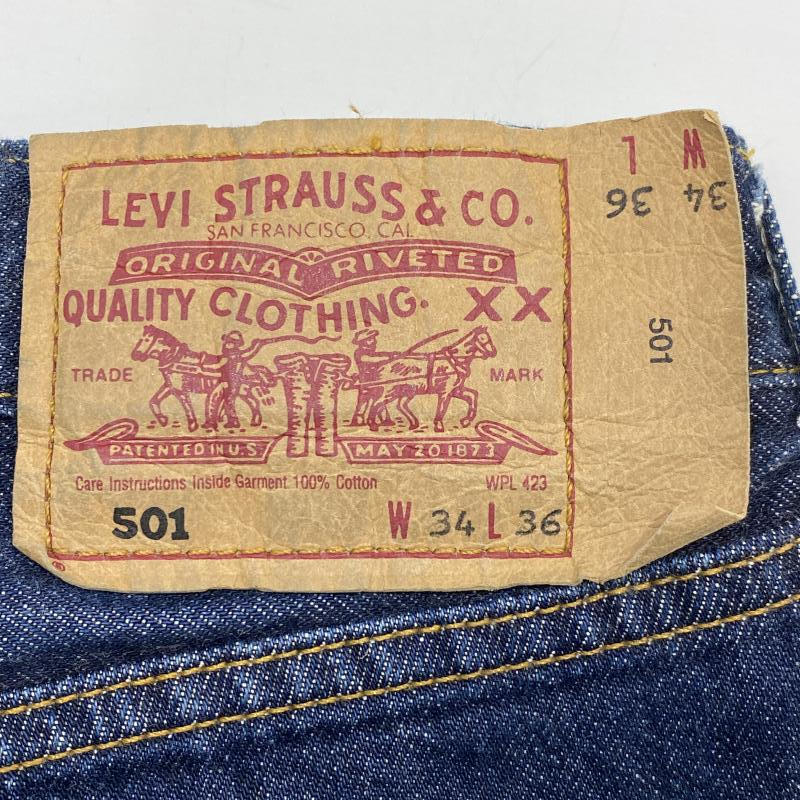 LEVI STRAUSS & CO.
SAN FRANCISCO. CAL.
ORIGINAL RIVETED
QUALITY CLOTHING. XX
TRADE MARK
PATENTED IN U.S. MAY 20 1873
Care Instructions Inside Garment 100% Cotton WPL 423
501 W 34 L 36
®
W L
34 36
501